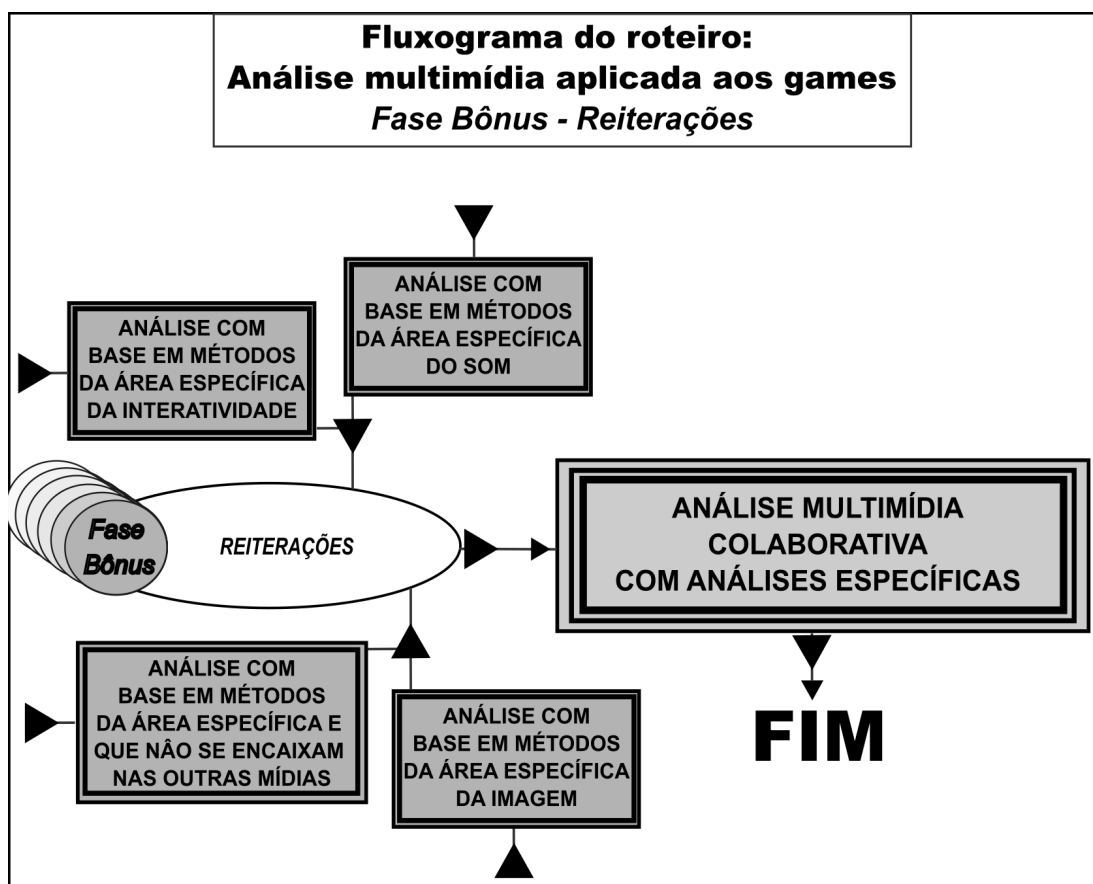 Fluxograma do roteiro:
Análise multimídia aplicada aos games
Fase Bônus - Reiterações
ANÁLISE COM
BASE EM MÉTODOS
DA ÁREA ESPECÍFICA
DO SOM
ANÁLISE COM
BASE EM MÉTODOS
DA ÁREA ESPECÍFICA
DA INTERATIVIDADE
Fase
Bônus
REITERAÇÕES
ANÁLISE MULTIMÍDIA
COLABORATIVA
COM ANÁLISES ESPECÍFICAS
ANÁLISE COM
BASE EM MÉTODOS
DA ÁREA ESPECÍFICA E
QUE NÂO SE ENCAIXAM
NAS OUTRAS MÍDIAS
ANÁLISE COM
BASE EM MÉTODOS
DA ÁREA ESPECÍFICA
DA IMAGEM
FIM